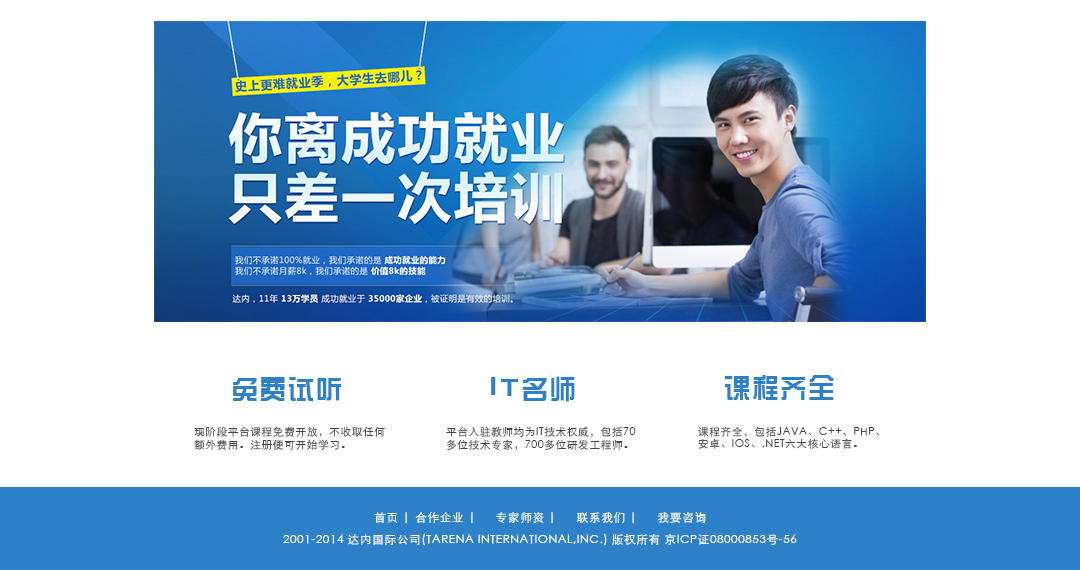 史上更难就业季，大学生去哪儿？
你离成功就业
只差一次培训
我们不承诺100%就业，我们承诺的是 成功就业的能力
我们不承诺月薪8k，我们承诺的是 价值8k的技能
达内，11年 13万学员 成功就业于 35000家企业，被证明是有效的培训。
免费试听
现阶段平台课程免费开放，不收取任何
额外费用。注册便可开始学习。
IT名师
平台入驻教师均为IT技术权威，包括70
多位技术专家，700多位研发工程师。
课程齐全
课程齐全，包括JAVA、C++、PHP、
安卓、IOS、.NET六大核心语言。
首页 | 合作企业 | 专家师资 | 联系我们 | 我要咨询
2001-2014 达内国际公司(TARENA INTERNATIONAL,INC.) 版权所有 京ICP证08000853号-56